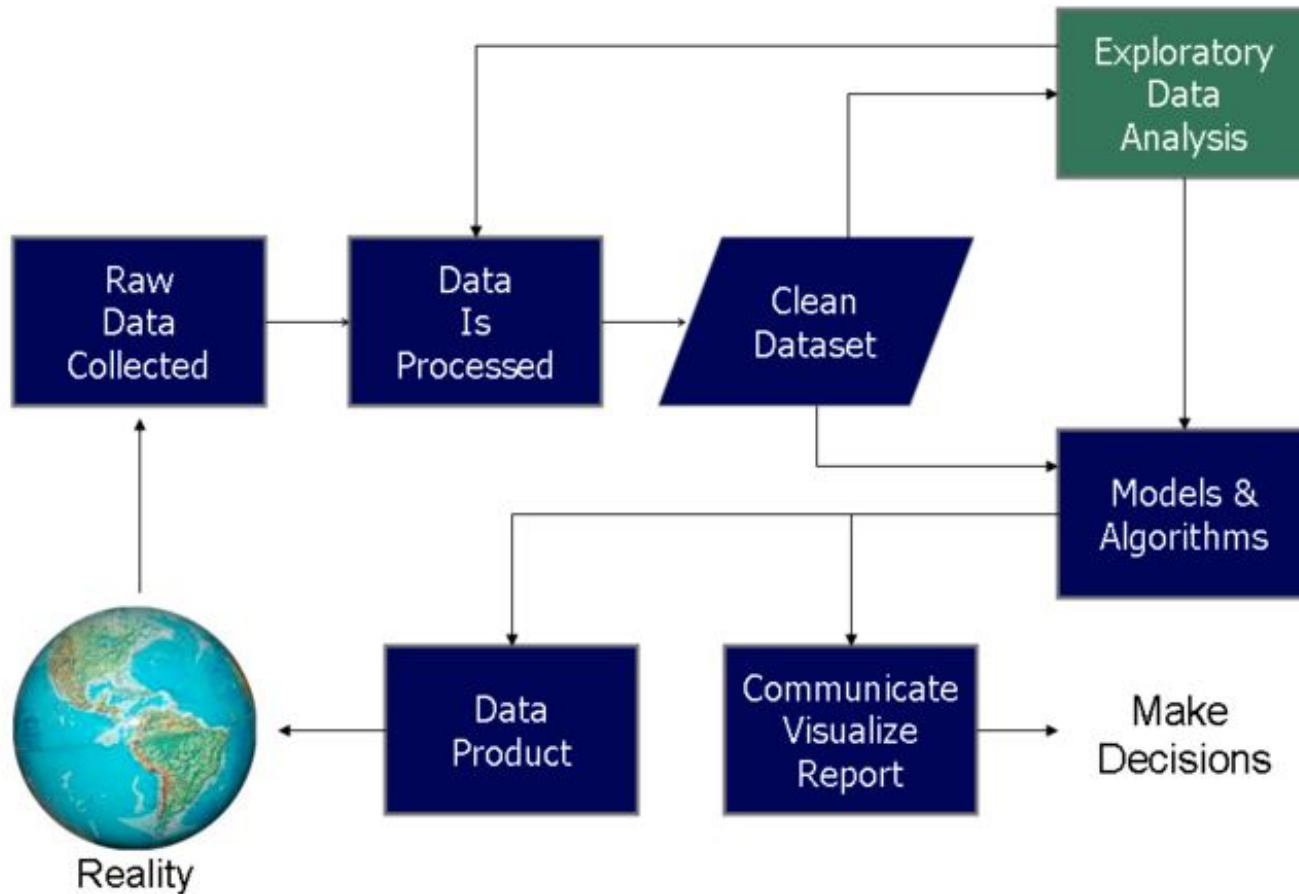 Exploratory
Data
Analysis
Raw
Data
Collected
Data
Is
Processed
Clean
Dataset
Models &
Algorithms
Data
Product
Communicate
Visualize
Report
Make
Decisions
Reality